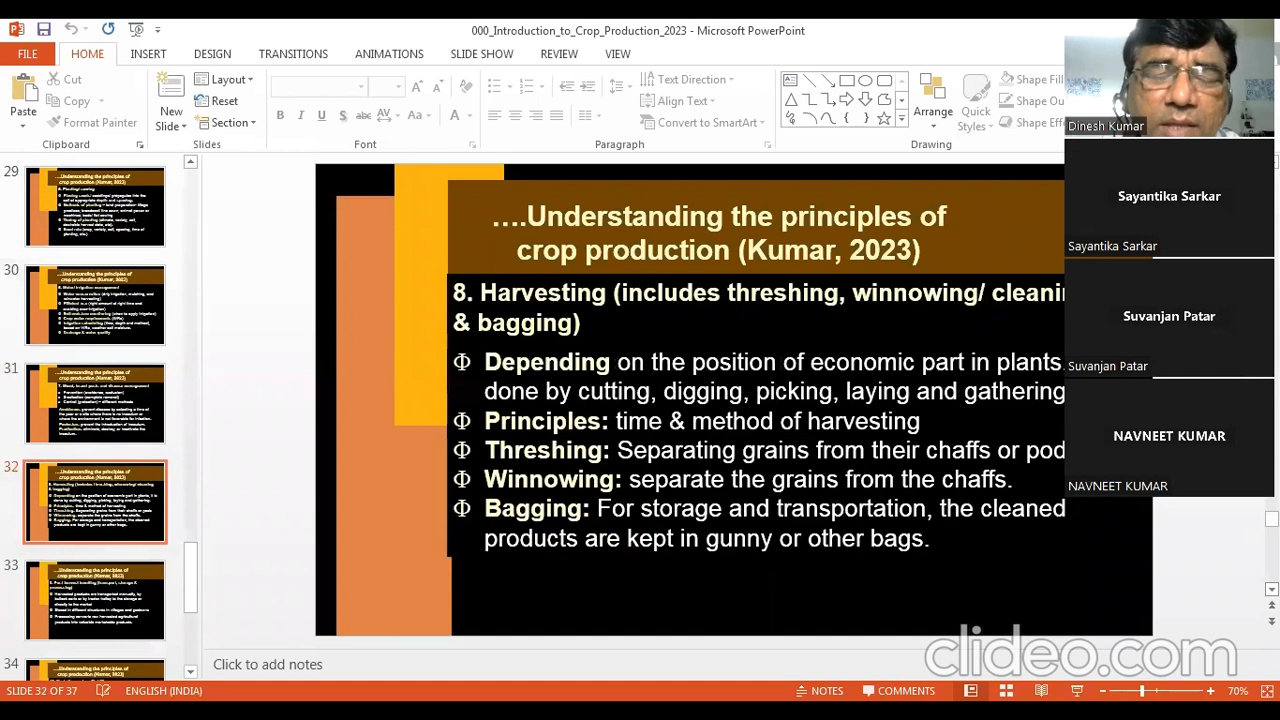 000_Introduction_to_Crop_Production_2023 - Microsoft PowerPoint
FILE HOME INSERT DESIGN TRANSITIONS ANIMATIONS SLIDE SHOW REVIEW VIEW
Cut
Copy
Format Painter
Paste
Clipboard
New
Slide
Layout
Reset
Section
Slides
Font
Text Direction
Align Text
Convert to SmartArt
Paragraph
Arrange
Quick
Styles
Shape Fill
Shape Ou
Shape Effe
Drawing
Dinesh Kumar
Sayantika Sarkar
Sayantika Sarkar
Suvanjan Patar
Suvanjan Patar
NAVNEET KUMAR
NAVNEET KUMAR
29
30
31
32
33
34
....Understanding the principles of
crop production (Kumar, 2023)
8. Harvesting (includes threshing, winnowing/ cleani
& bagging)
Φ Depending on the position of economic part in plants
done by cutting, digging, picking, laying and gathering
Φ Principles: time & method of harvesting
Φ Threshing: Separating grains from their chaffs or pod
Φ Winnowing: separate the grains from the chaffs.
Φ Bagging: For storage and transportation, the cleaned
products are kept in gunny or other bags.
Click to add notes
clideo.com
SLIDE 32 OF 37 ENGLISH (INDIA) NOTES COMMENTS 70%